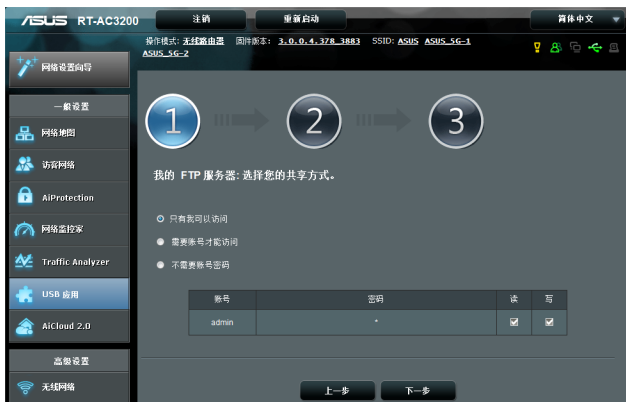 ASUS RT-AC3200 注销 重新启动 简体中文
操作模式: 无线路由器 固件版本: 3.0.0.4.378_3883 SSID: ASUS ASUS_5G-1
ASUS_5G-2
网络设置向导
一般设置
网络地图
访客网络
AiProtection
网络监控家
Traffic Analyzer
USB 应用
AiCloud 2.0
高级设置
无线网络
1 2 3
我的 FTP 服务器: 选择您的共享方式。
只有我可以访问
需要账号才能访问
不需要账号密码
账号 密码 读 写
admin *
上一步 下一步